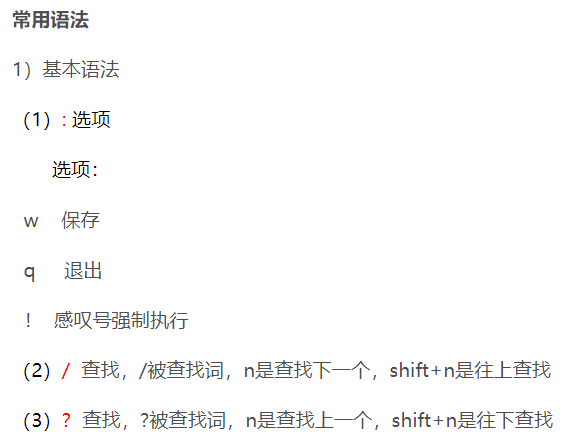 常用语法
1）基本语法
（1）: 选项
选项：
w 保存
q 退出
！ 感叹号强制执行
（2）/ 查找，/被查找词，n是查找下一个，shift+n是往上查找
（3）? 查找，?被查找词，n是查找上一个，shift+n是往下查找